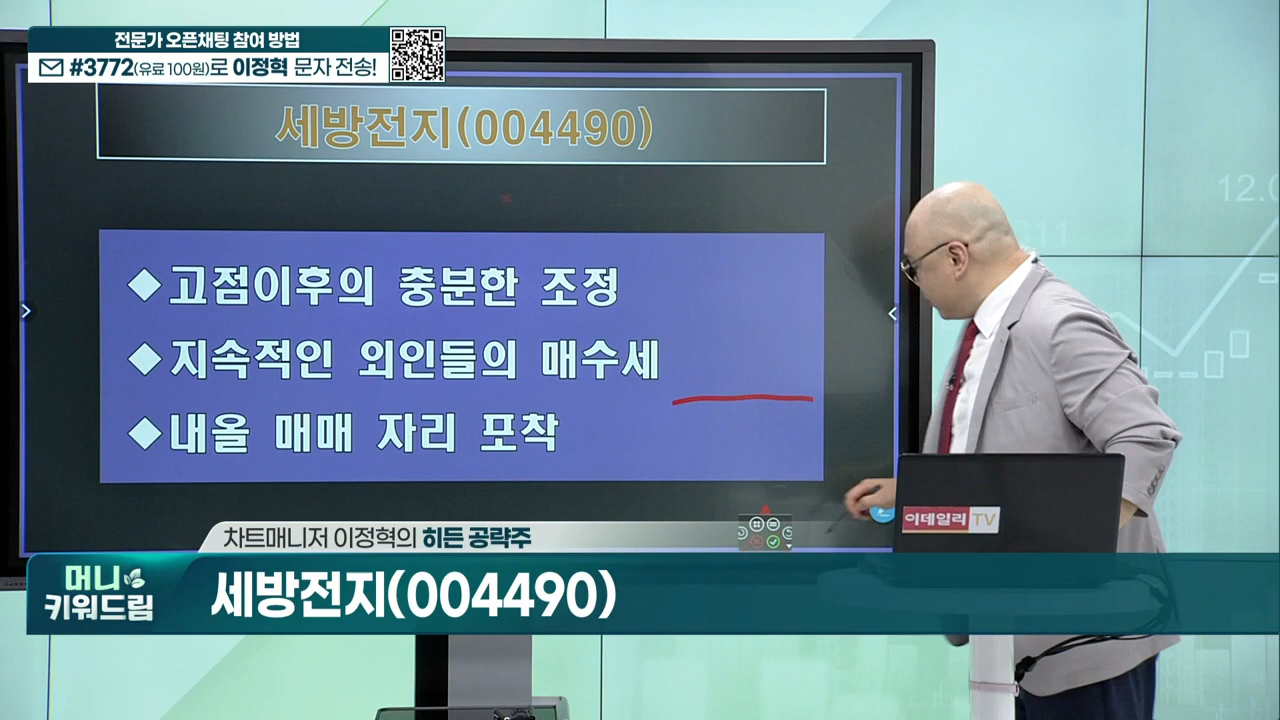 전문가 오픈채팅 참여 방법
#3772(유료 100원)로 이정혁 문자 전송!
세방전지(004490)
12.0
◆고점이후의 충분한 조정
◆지속적인 외인들의 매수세
◆내올 매매 자리 포착
이데일리 TV
차트매니저 이정혁의 히든 공략주
머니
키워드림
세방전지(004490)